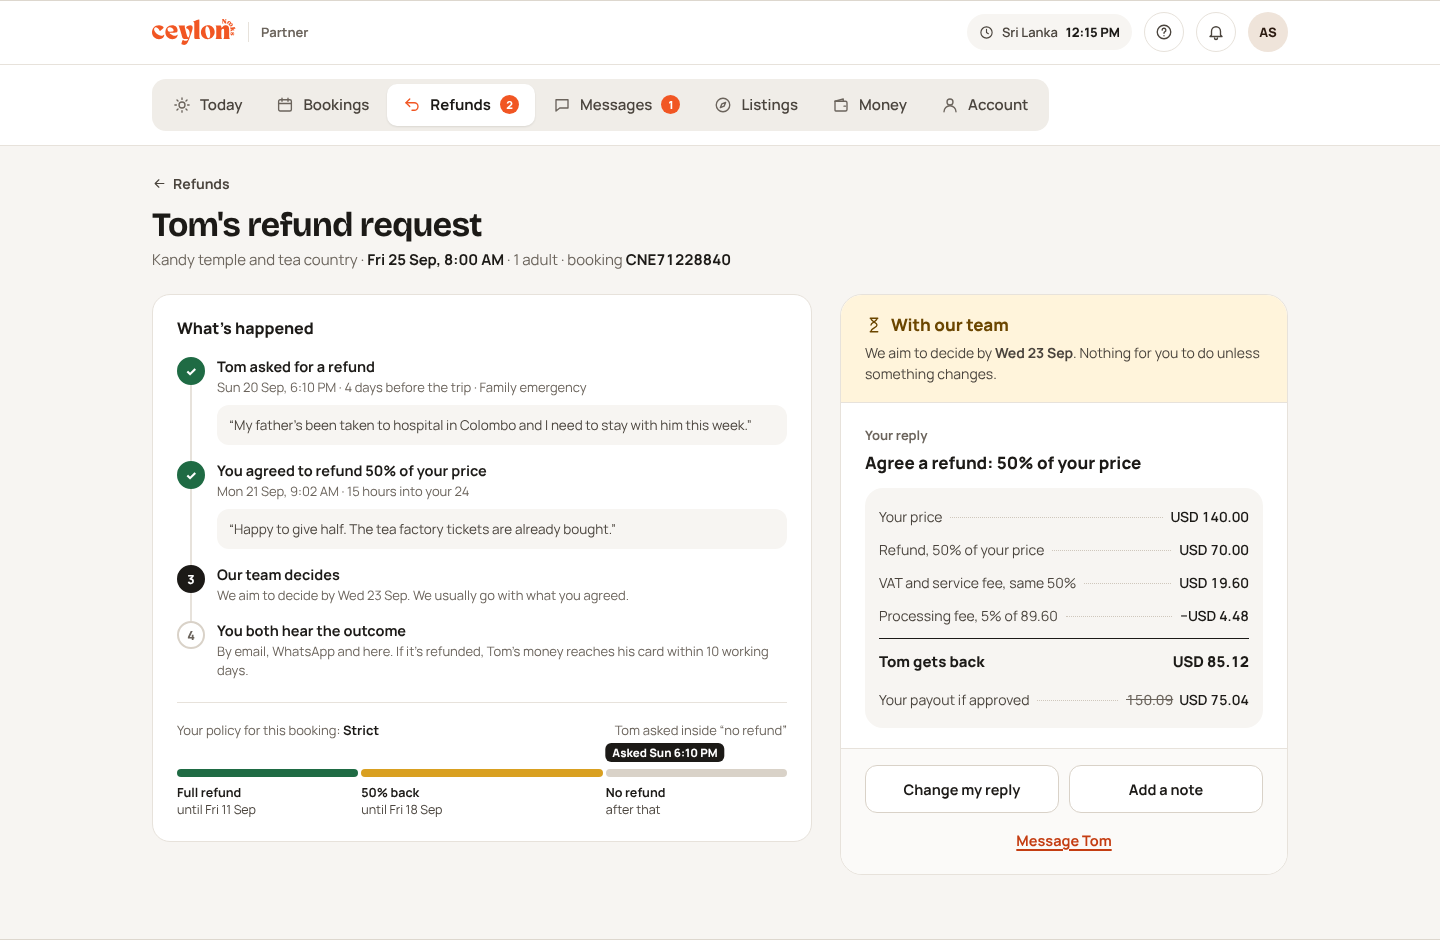 ceylon
Partner
Sri Lanka 12:15 PM
AS
Today
Bookings
Refunds 2
Messages 1
Listings
Money
Account
← Refunds
Tom's refund request
Kandy temple and tea country · Fri 25 Sep, 8:00 AM · 1 adult · booking CNE71228840
What's happened
Tom asked for a refund
Sun 20 Sep, 6:10 PM · 4 days before the trip · Family emergency
“My father's been taken to hospital in Colombo and I need to stay with him this week.”
You agreed to refund 50% of your price
Mon 21 Sep, 9:02 AM · 15 hours into your 24
“Happy to give half. The tea factory tickets are already bought.”
3 Our team decides
We aim to decide by Wed 23 Sep. We usually go with what you agreed.
4 You both hear the outcome
By email, WhatsApp and here. If it's refunded, Tom's money reaches his card within 10 working
days.
Your policy for this booking: Strict
Tom asked inside “no refund”
Asked Sun 6:10 PM
Full refund
until Fri 11 Sep
50% back
until Fri 18 Sep
No refund
after that
With our team
We aim to decide by Wed 23 Sep. Nothing for you to do unless
something changes.
Your reply
Agree a refund: 50% of your price
Your price USD 140.00
Refund, 50% of your price USD 70.00
VAT and service fee, same 50% USD 19.60
Processing fee, 5% of 89.60 −USD 4.48
Tom gets back USD 85.12
Your payout if approved 150.09 USD 75.04
Change my reply
Add a note
Message Tom